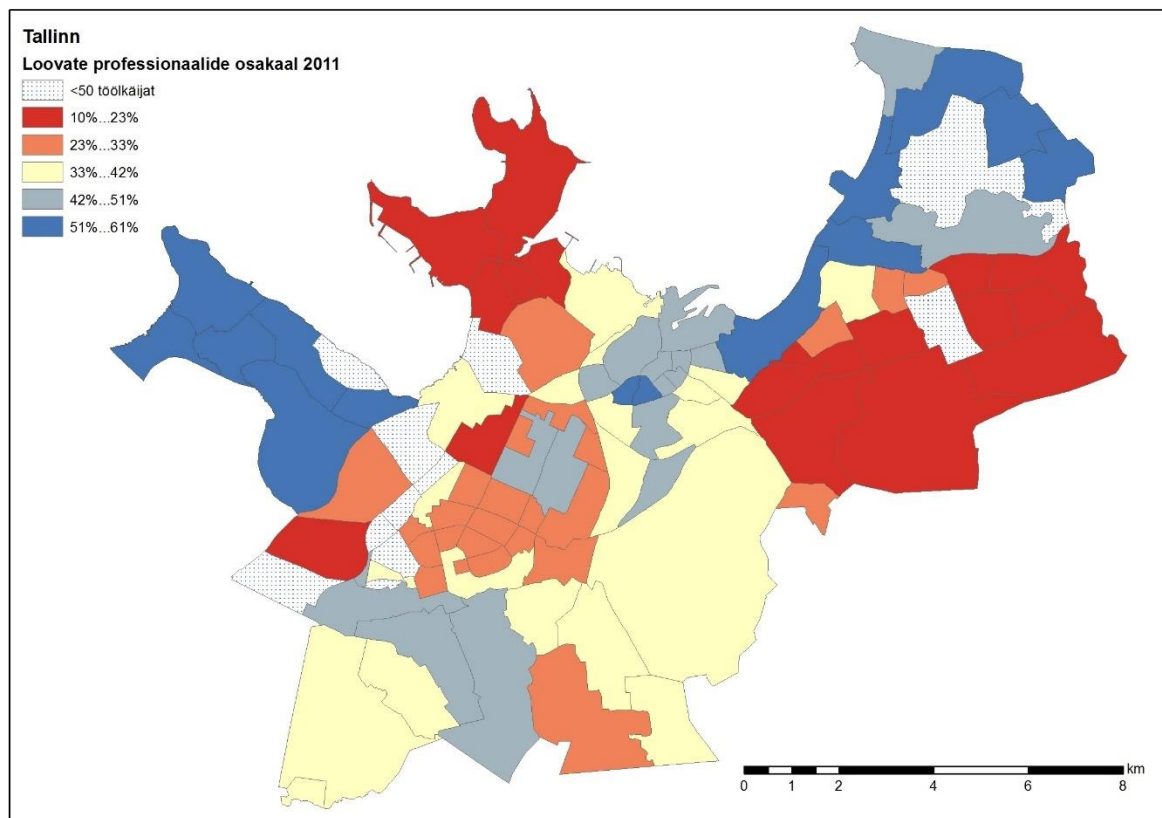 Tallinn
Loovate professionaalide osakaal 2011
<50 töölkäijat
10%...23%
23%...33%
33%...42%
42%...51%
51%...61%
km
0 1 2 4 6 8